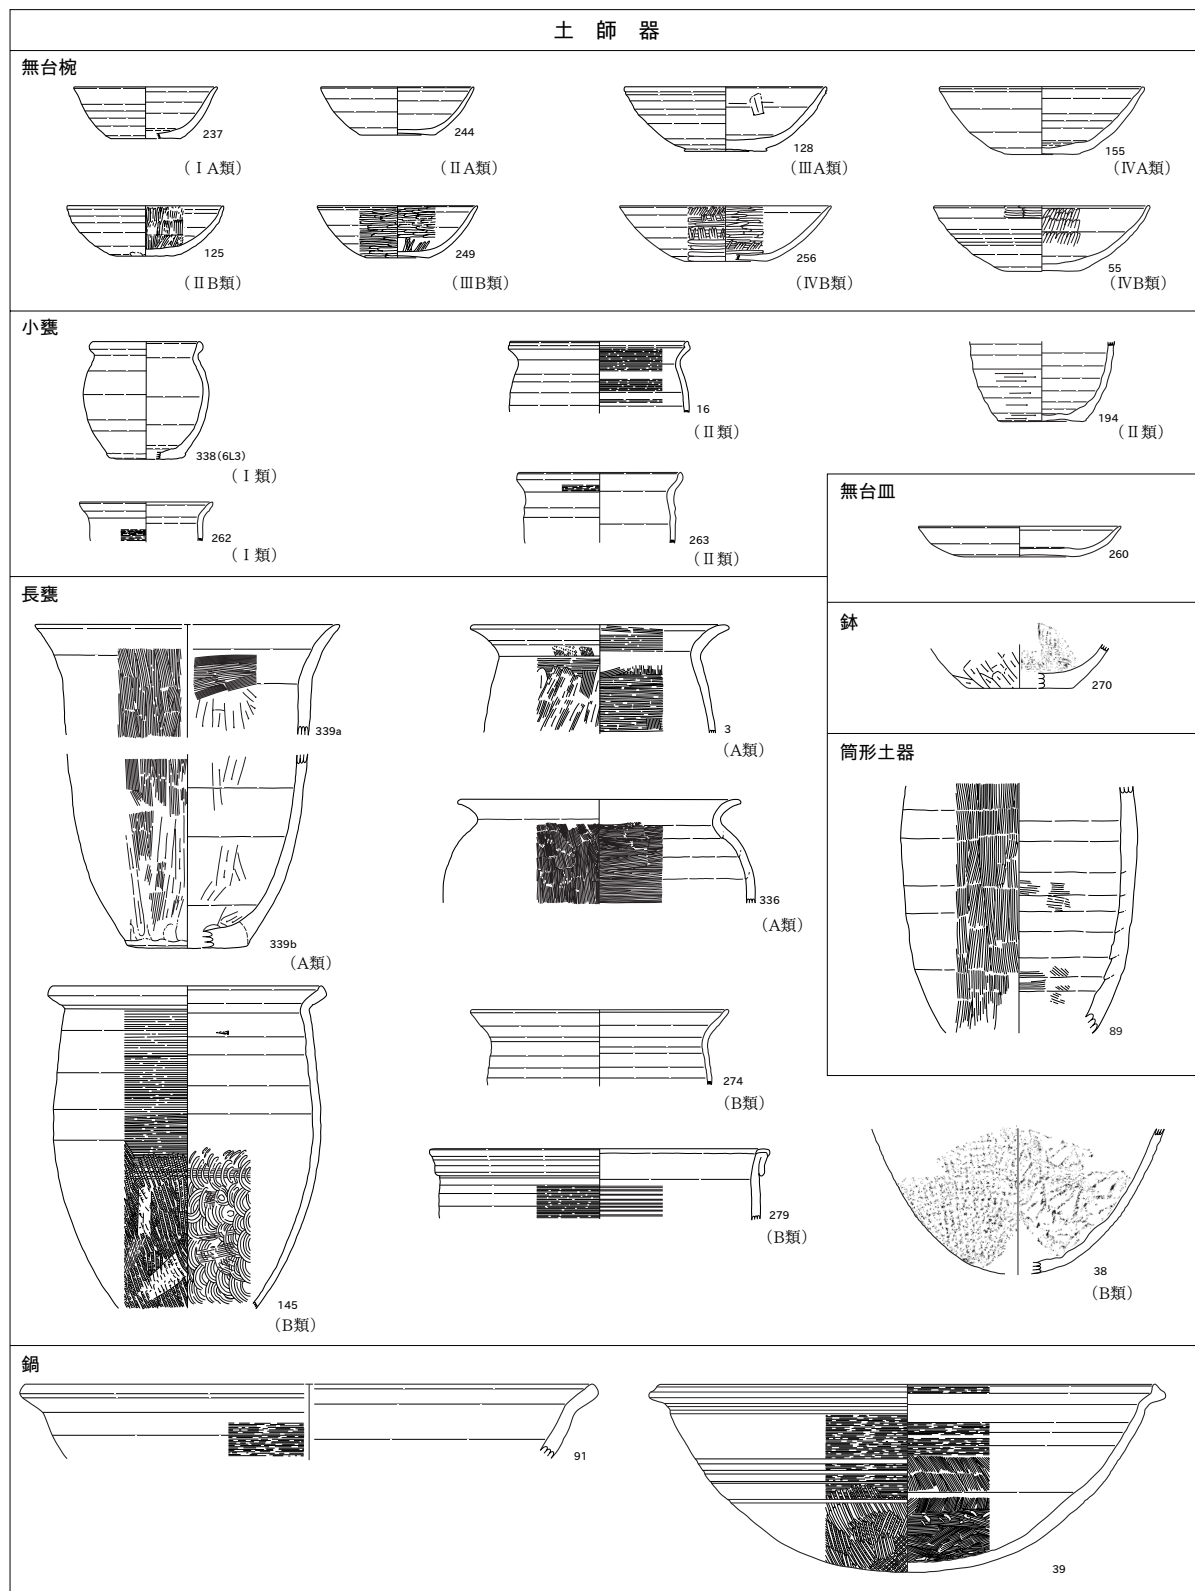 土 師 器
無台椀
237
(ⅠA類)
244
(ⅡA類)
128
(ⅢA類)
155
(ⅣA類)
125
(ⅡB類)
249
(ⅢB類)
256
(ⅣB類)
55
(ⅣB類)
小甕
338(6L3)
(Ⅰ類)
16
(Ⅱ類)
194
(Ⅱ類)
262
(Ⅰ類)
263
(Ⅱ類)
無台皿
260
鉢
270
筒形土器
89
長甕
339a
339b
(A類)
3
(A類)
336
(A類)
145
(B類)
274
(B類)
279
(B類)
38
(B類)
鍋
91
39